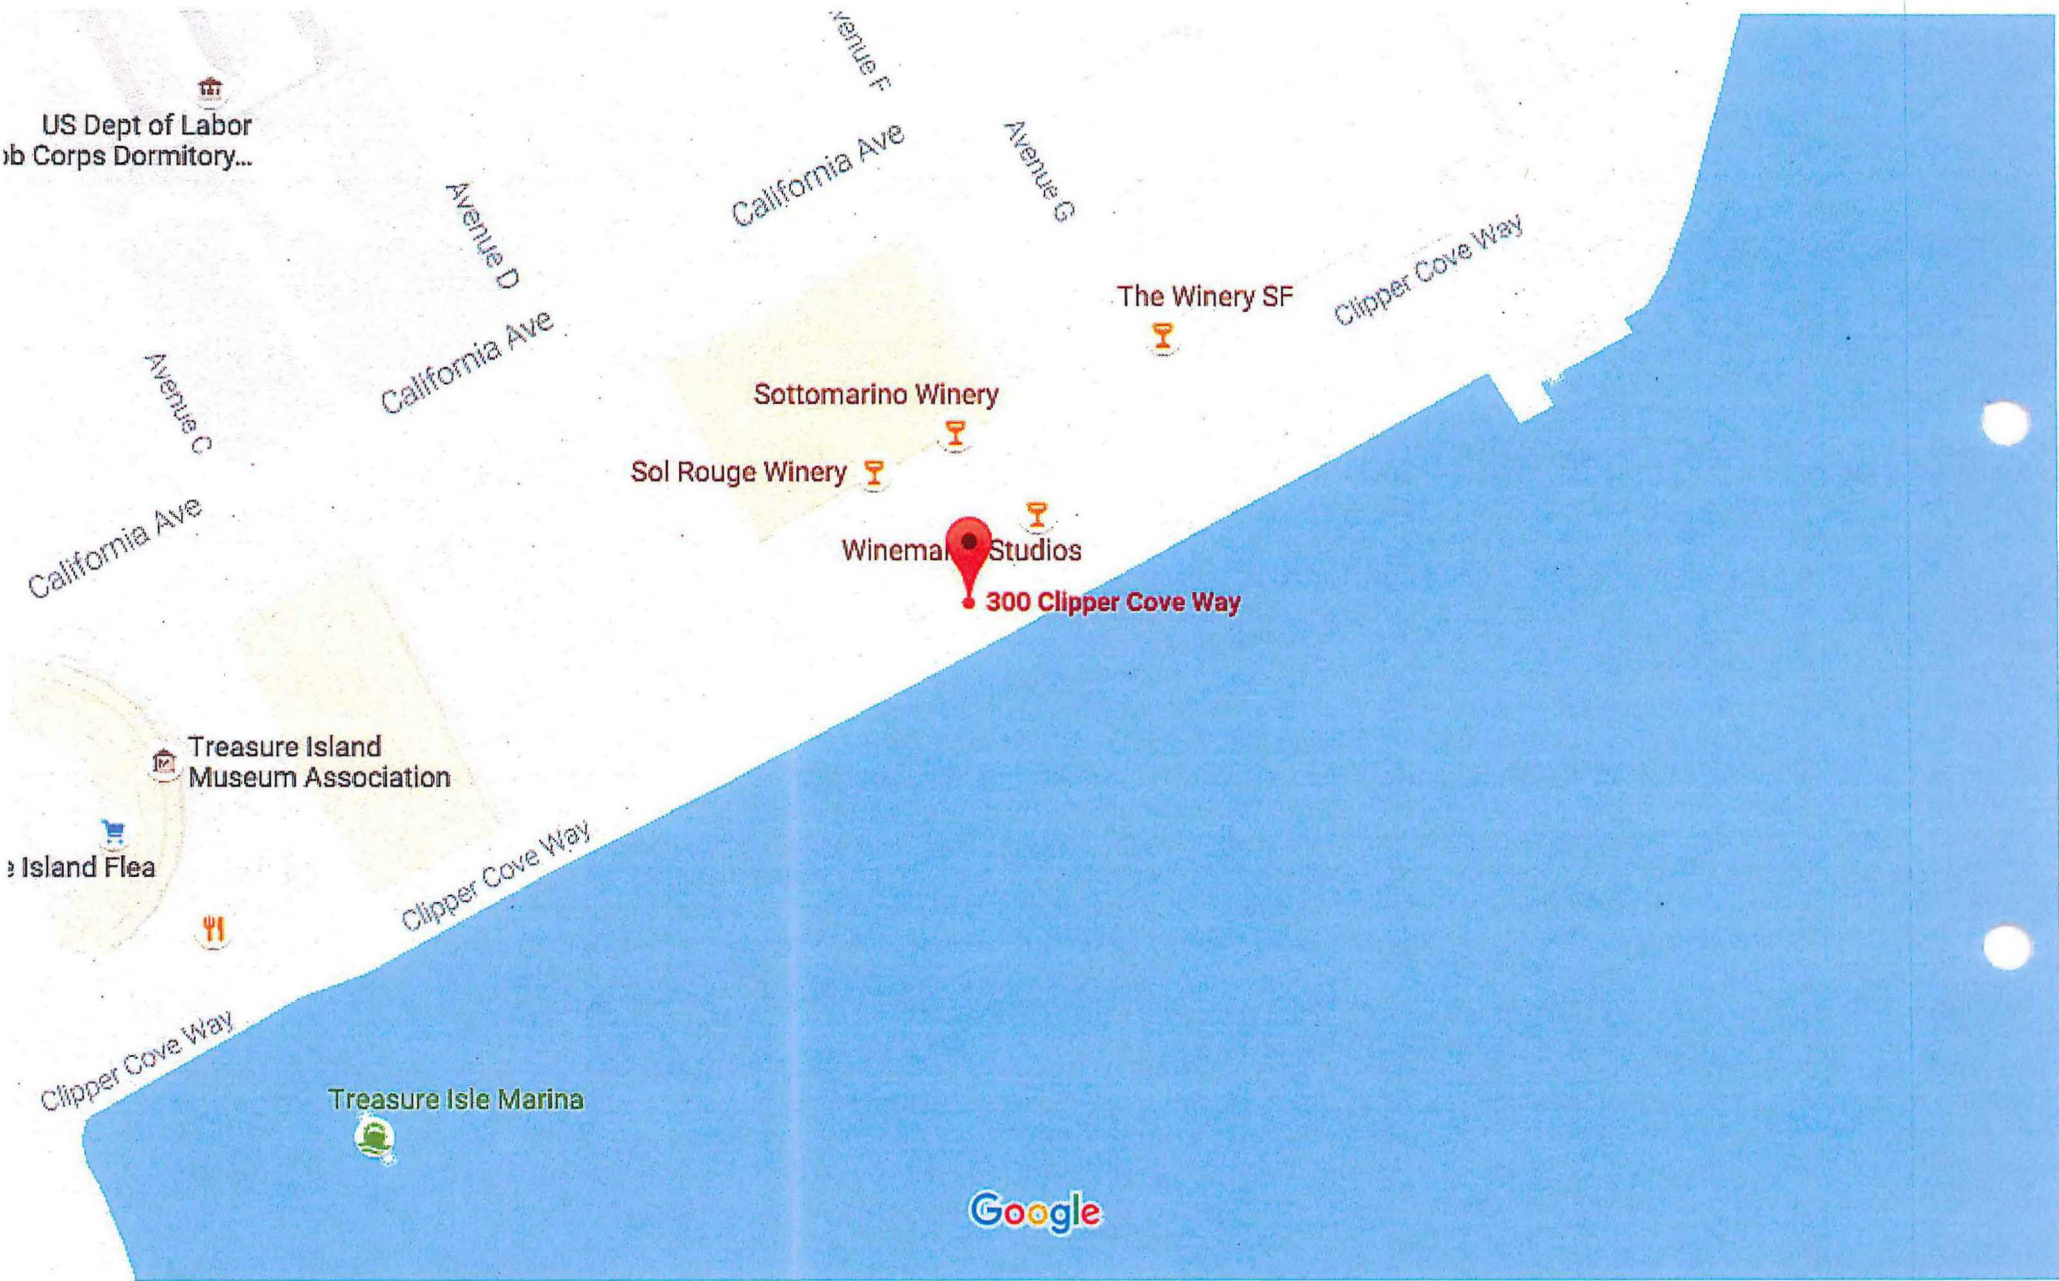 venue F
US Dept of Labor
ob Corps Dormitory...
California Ave
Avenue G
Avenue D
Clipper Cove Way
The Winery SF
California Ave
Avenue C
Sottomarino Winery
Sol Rouge Winery
California Ave
Studios
300 Clipper Cove Way
Treasure Island
Museum Association
Clipper Cove Way
Island Flea
Clipper Cove Way
Treasure Isle Marina
Google